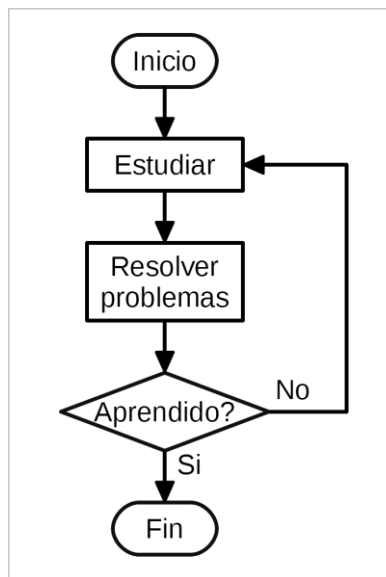 Inicio
Estudiar
Resolver
problemas
Aprendido?
No
Si
Fin